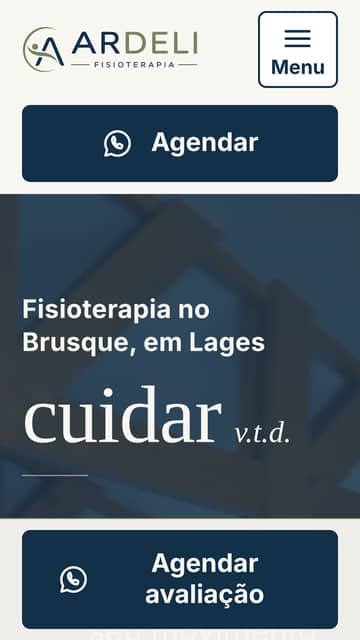 ARDELI
FISIOTERAPIA
Menu
Agendar
Fisioterapia no
Brusque, em Lages
cuidar v.t.d.
Agendar
avaliação